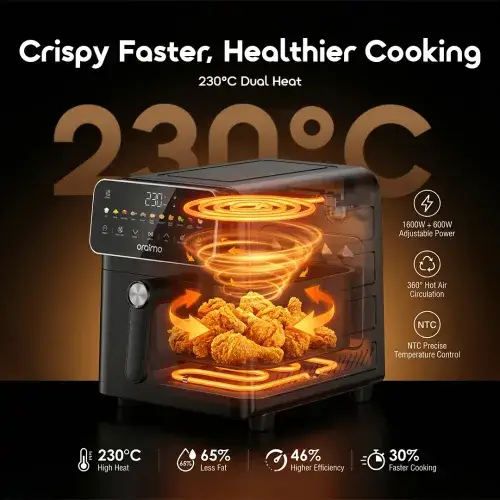 Crispy Faster, Healthier Cooking
230°C Dual Heat
230°C
230
oraimo
1600W + 600W
Adjustable Power
360° Hot Air
Circulation
NTC
NTC Precise
Temperature Control
230°C
High Heat
65%
65%
Less Fat
46%
Higher Efficiency
30%
Faster Cooking